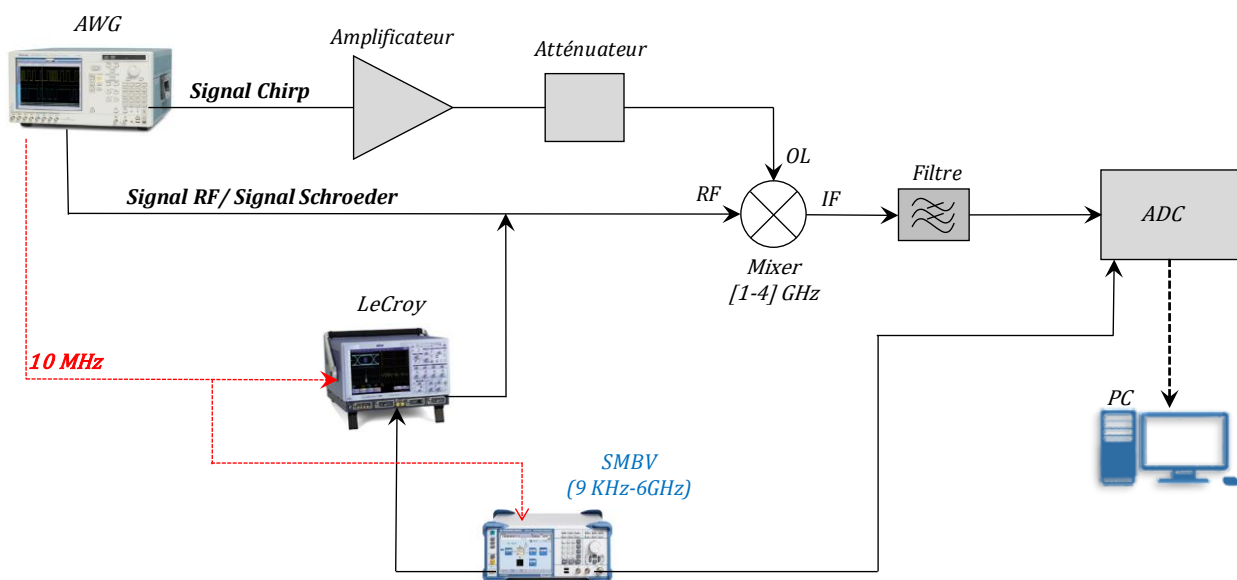 AWG
Amplificateur
Atténuateur
Signal Chirp
OL
Filtre
Signal RF/ Signal Schroeder
RF
IF
ADC
Mixer
[1-4] GHz
LeCroy
10 MHz
PC
SMBV
(9 KHz-6GHz)